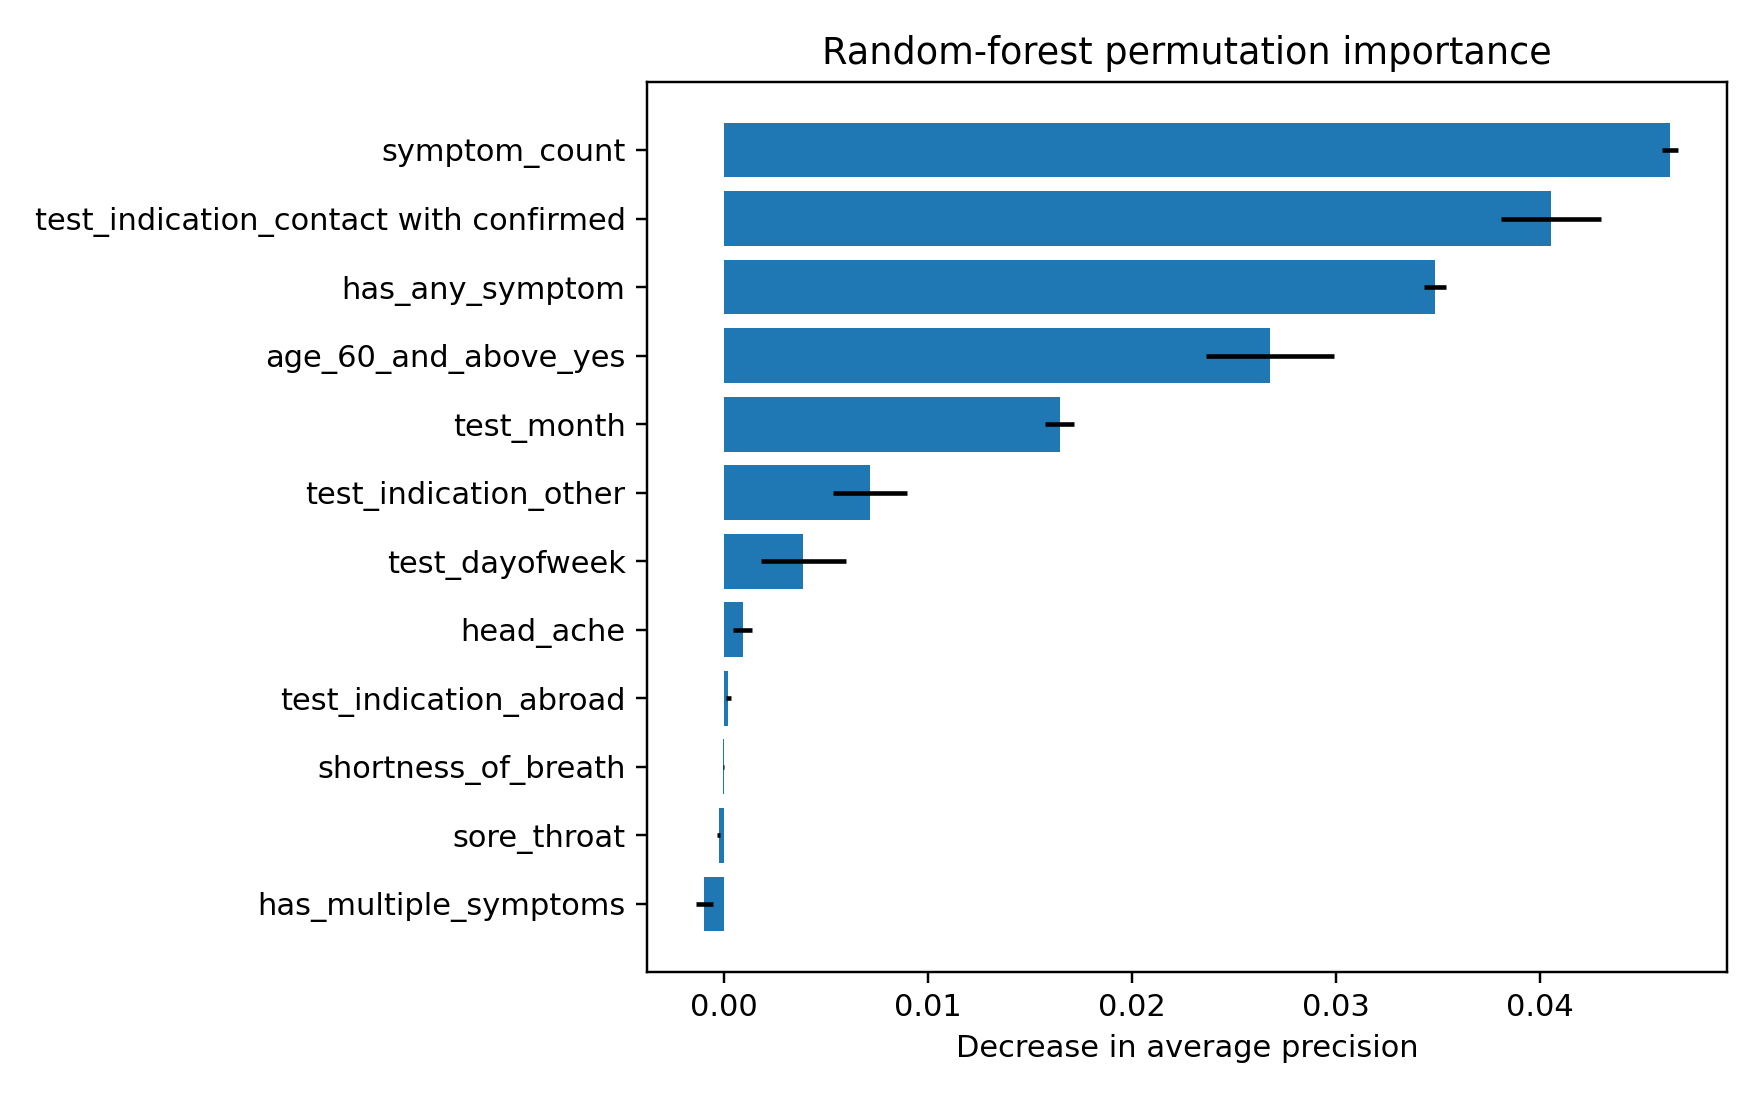 Random-forest permutation importance
symptom_count
test_indication_contact with confirmed
has_any_symptom
age_60_and_above_yes
test_month
test_indication_other
test_dayofweek
head_ache
test_indication_abroad
shortness_of_breath
sore_throat
has_multiple_symptoms
0.00 0.01 0.02 0.03 0.04
Decrease in average precision